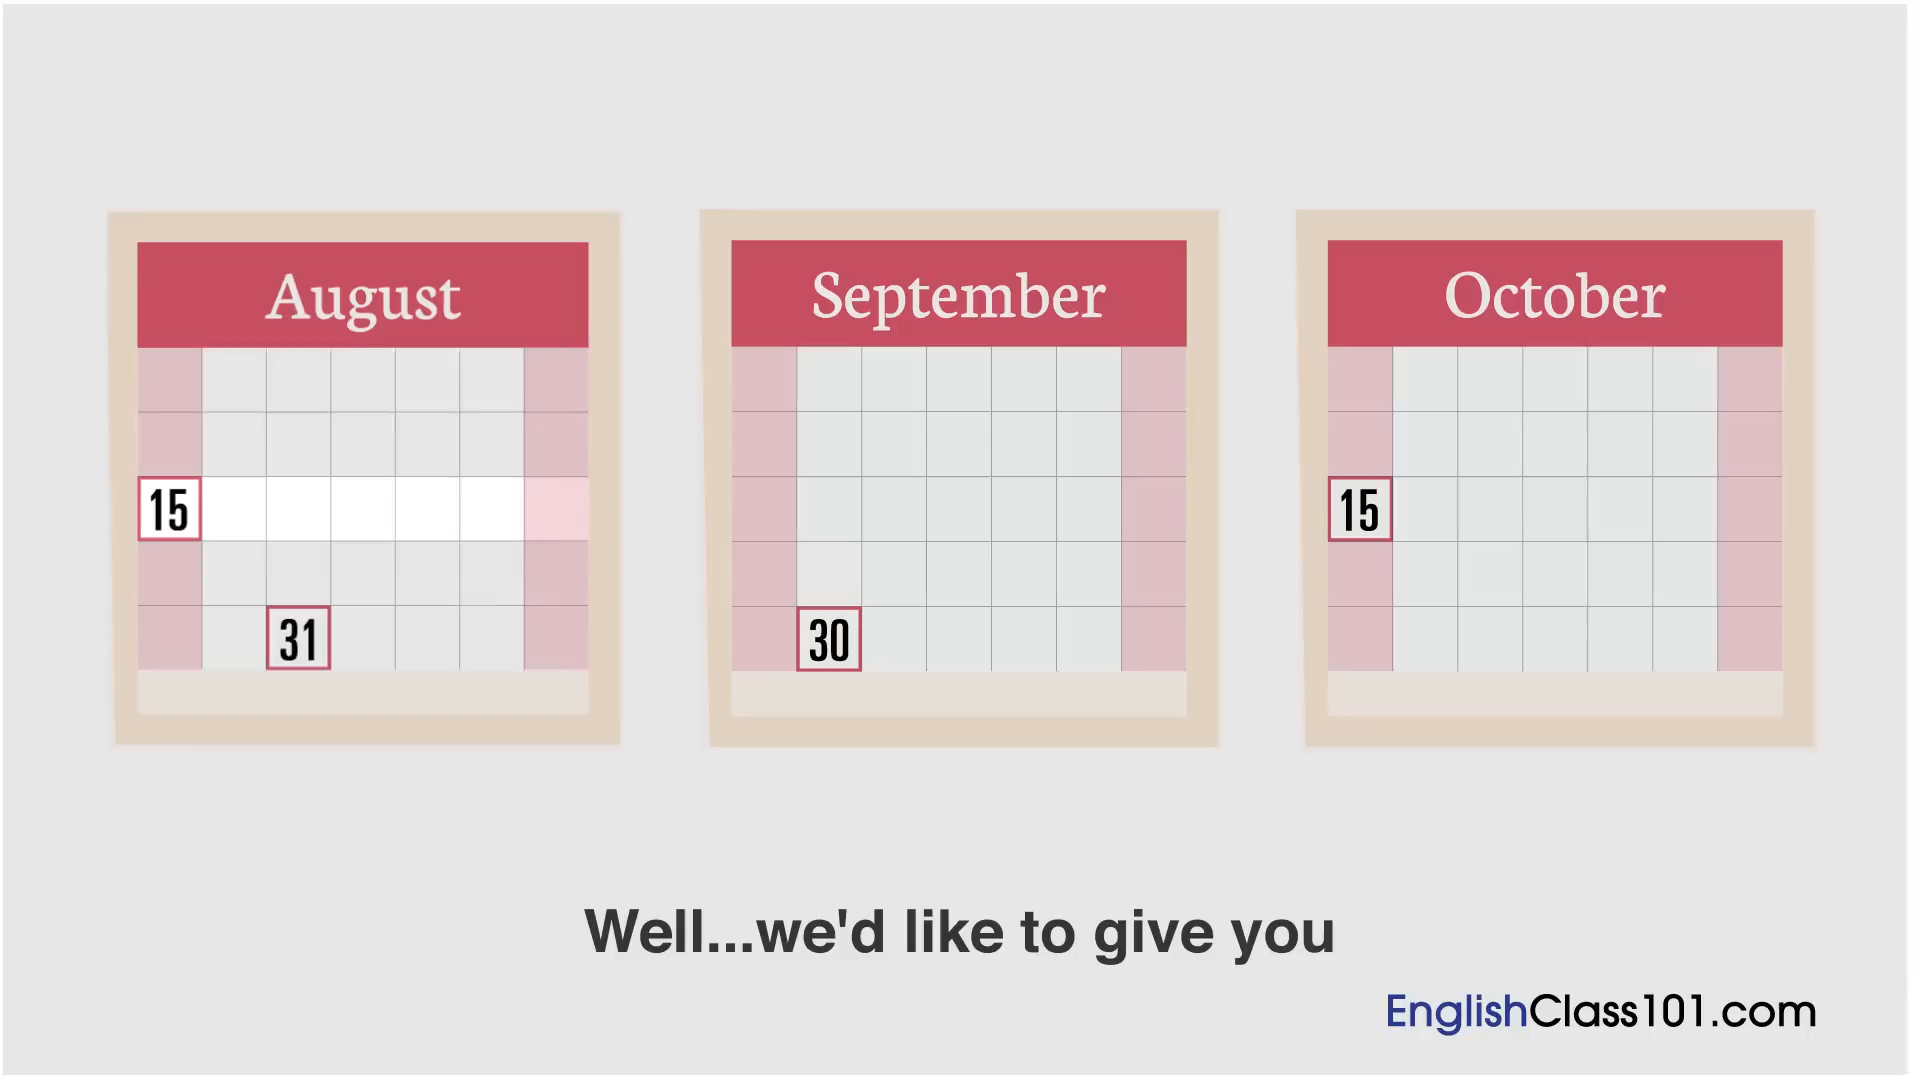 August
15
31
September
30
October
15
Well...we'd like to give you
EnglishClass101.com